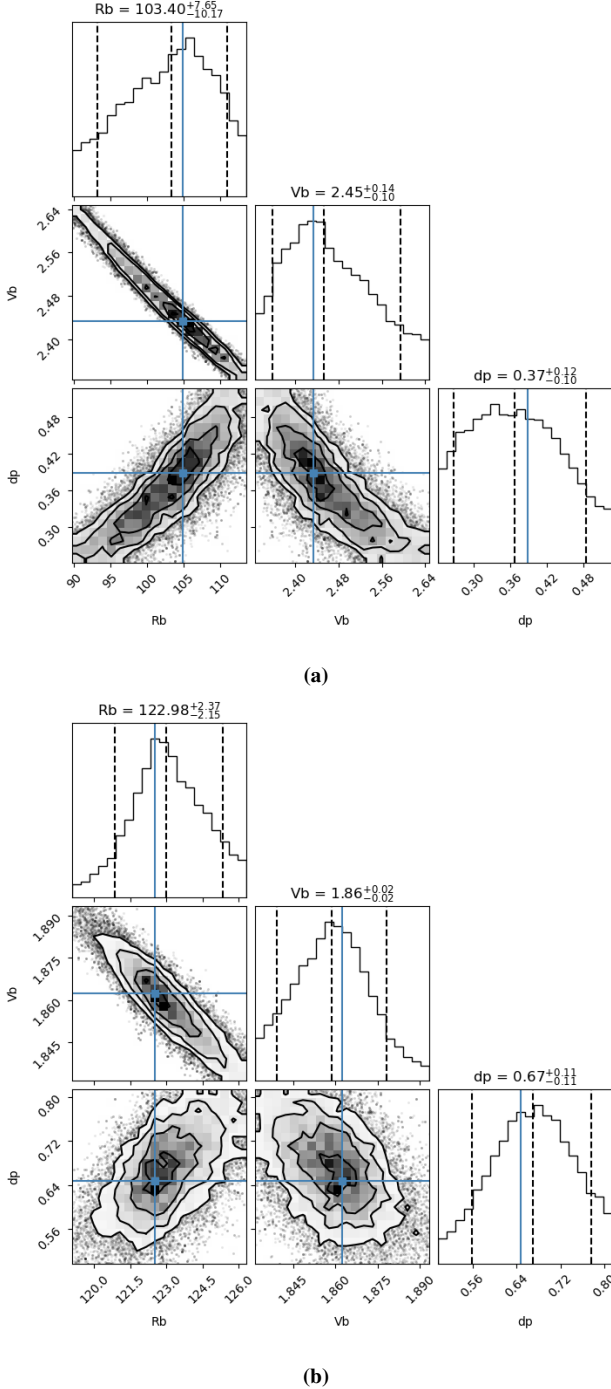 Rb = 103.40+7.65−10.17
Vb = 2.45+0.14−0.10
dp = 0.37+0.12−0.10
Vb
2.64
2.56
2.48
2.40
dp
0.48
0.42
0.36
0.30
90 95 100 105 110
Rb
2.40 2.48 2.56 2.64
Vb
0.30 0.36 0.42 0.48
dp
(a)
Rb = 122.98+2.37−2.15
Vb = 1.86+0.02−0.02
dp = 0.67+0.11−0.11
Vb
1.890
1.875
1.860
1.845
dp
0.80
0.72
0.64
0.56
120.0 121.5 123.0 124.5 126.0
Rb
1.845 1.860 1.875 1.890
Vb
0.56 0.64 0.72 0.80
dp
(b)